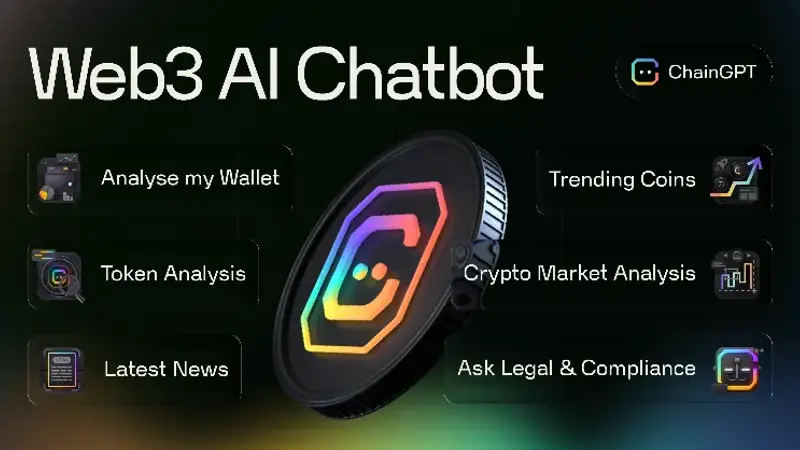 Web3 AI Chatbot
ChainGPT
Analyse my Wallet
Trending Coins
Token Analysis
Crypto Market Analysis
Latest News
Ask Legal & Compliance